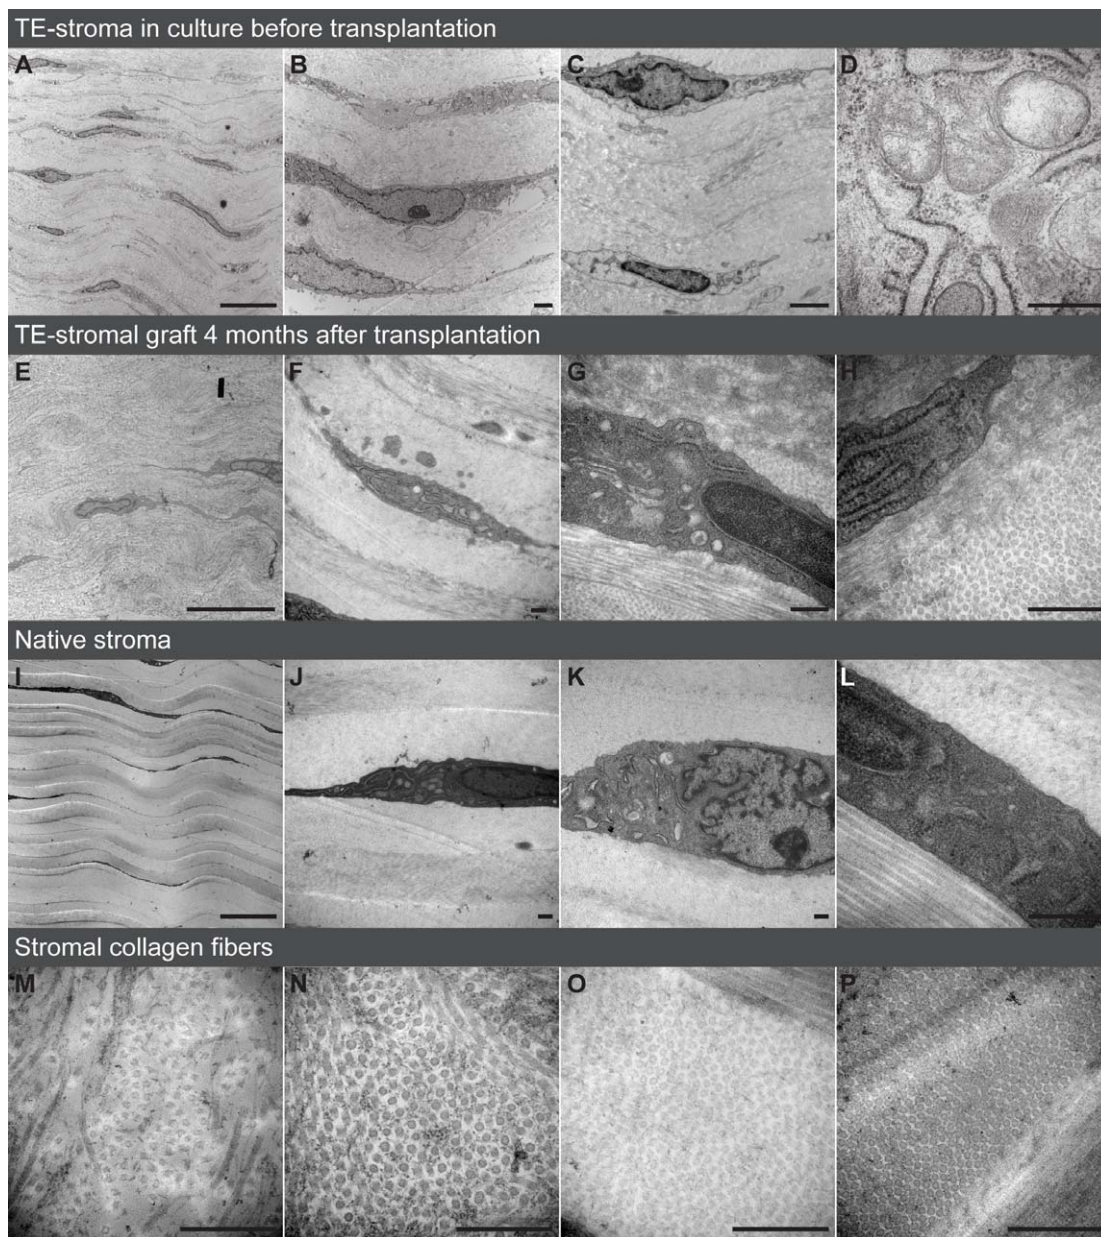 TE-stroma in culture before transplantation
A B C D
TE-stromal graft 4 months after transplantation
E F G H
Native stroma
I J K L
Stromal collagen fibers
M N O P